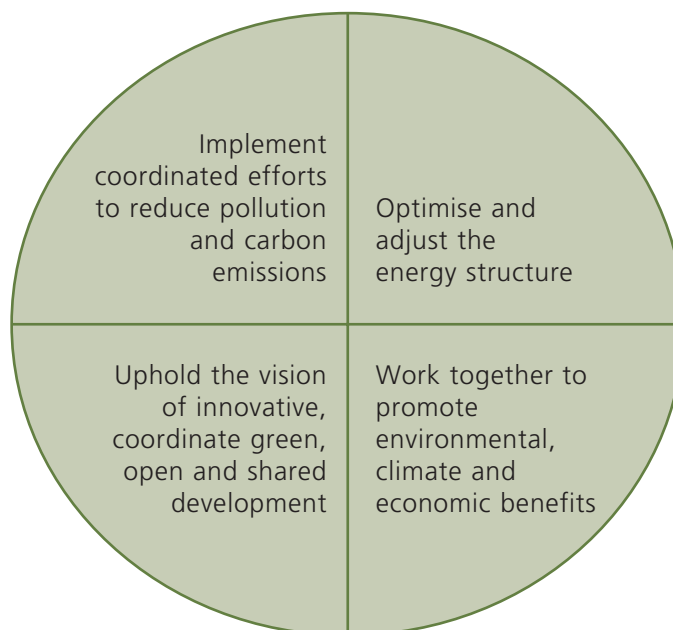 Implement
coordinated efforts
to reduce pollution
and carbon
emissions
Optimise and
adjust the
energy structure
Uphold the vision
of innovative,
coordinate green,
open and shared
development
Work together to
promote
environmental,
climate and
economic benefits